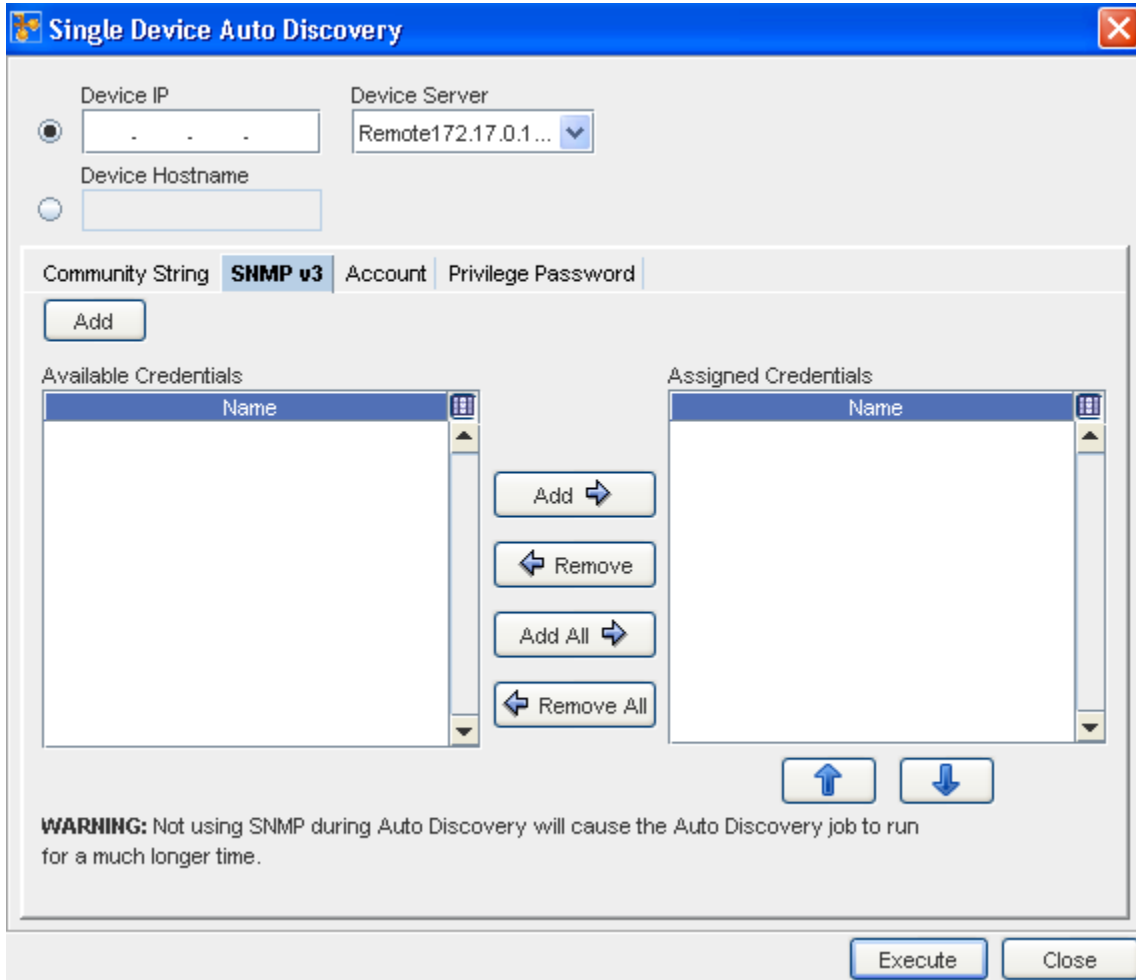 Single Device Auto Discovery
Device IP
Device Server
. . .
Remote172.17.0.1...
Device Hostname
Community String SNMP v3 Account Privilege Password
Add
Available Credentials
Assigned Credentials
Name
Name
Add
Remove
Add All
Remove All
WARNING: Not using SNMP during Auto Discovery will cause the Auto Discovery job to run
for a much longer time.
Execute
Close